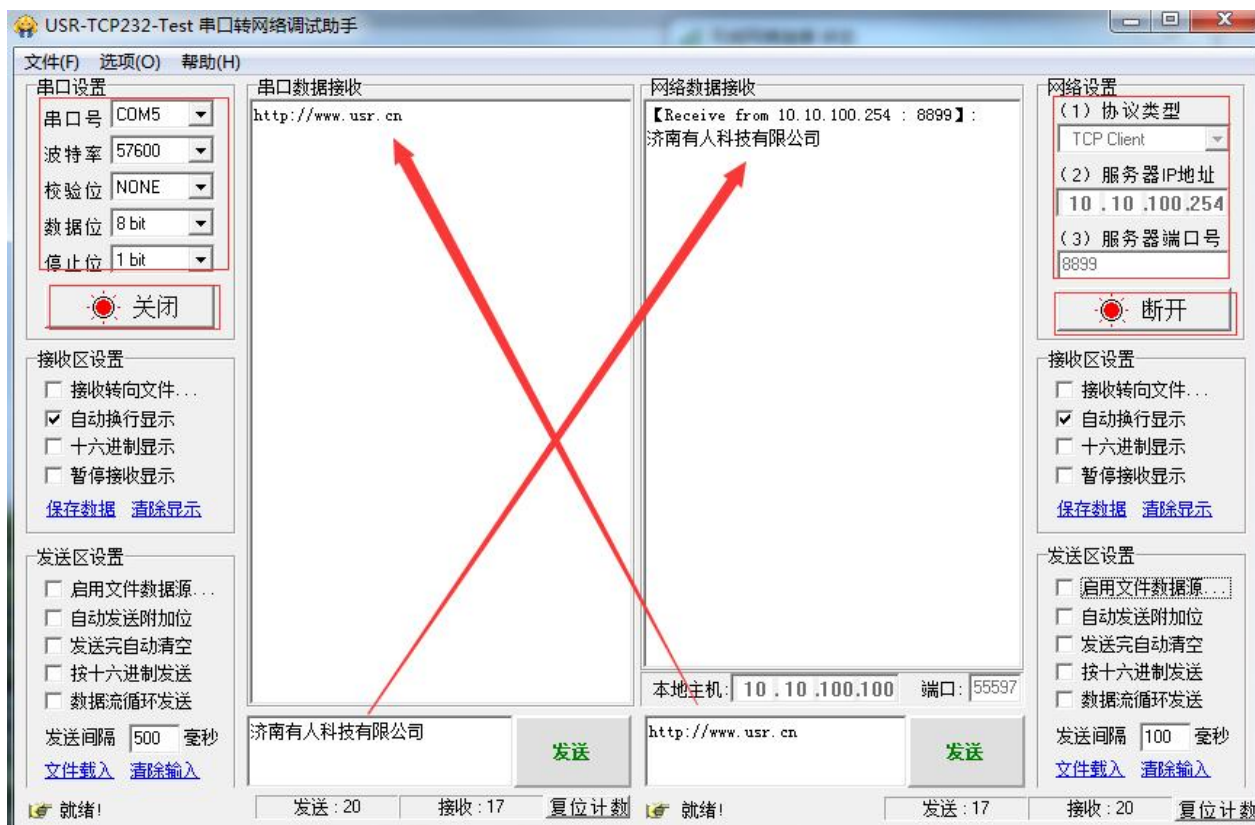 USR-TCP232-Test 串口转网络调试助手
文件(F) 选项(O) 帮助(H)
串口设置
串口号 COM5
波特率 57600
校验位 NONE
数据位 8 bit
停止位 1 bit
关闭
接收区设置
接收转向文件...
自动换行显示
十六进制显示
暂停接收显示
保存数据 清除显示
发送区设置
启用文件数据源...
自动发送附加位
发送完自动清空
按十六进制发送
数据流循环发送
发送间隔 500 毫秒
文件载入 清除输入
就绪!
串口数据接收
http://www.usr.cn
济南有人科技有限公司
发送
发送 : 20 接收 : 17 复位计数
网络数据接收
【Receive from 10.10.100.254 : 8899】:
济南有人科技有限公司
本地主机: 10 .10 .100.100 端口: 55597
http://www.usr.cn
发送
就绪!
发送 : 17 接收 : 20 复位计数
网络设置
(1) 协议类型
TCP Client
(2) 服务器IP地址
10 .10 .100.254
(3) 服务器端口号
8899
断开
接收区设置
接收转向文件...
自动换行显示
十六进制显示
暂停接收显示
保存数据 清除显示
发送区设置
启用文件数据源...
自动发送附加位
发送完自动清空
按十六进制发送
数据流循环发送
发送间隔 100 毫秒
文件载入 清除输入